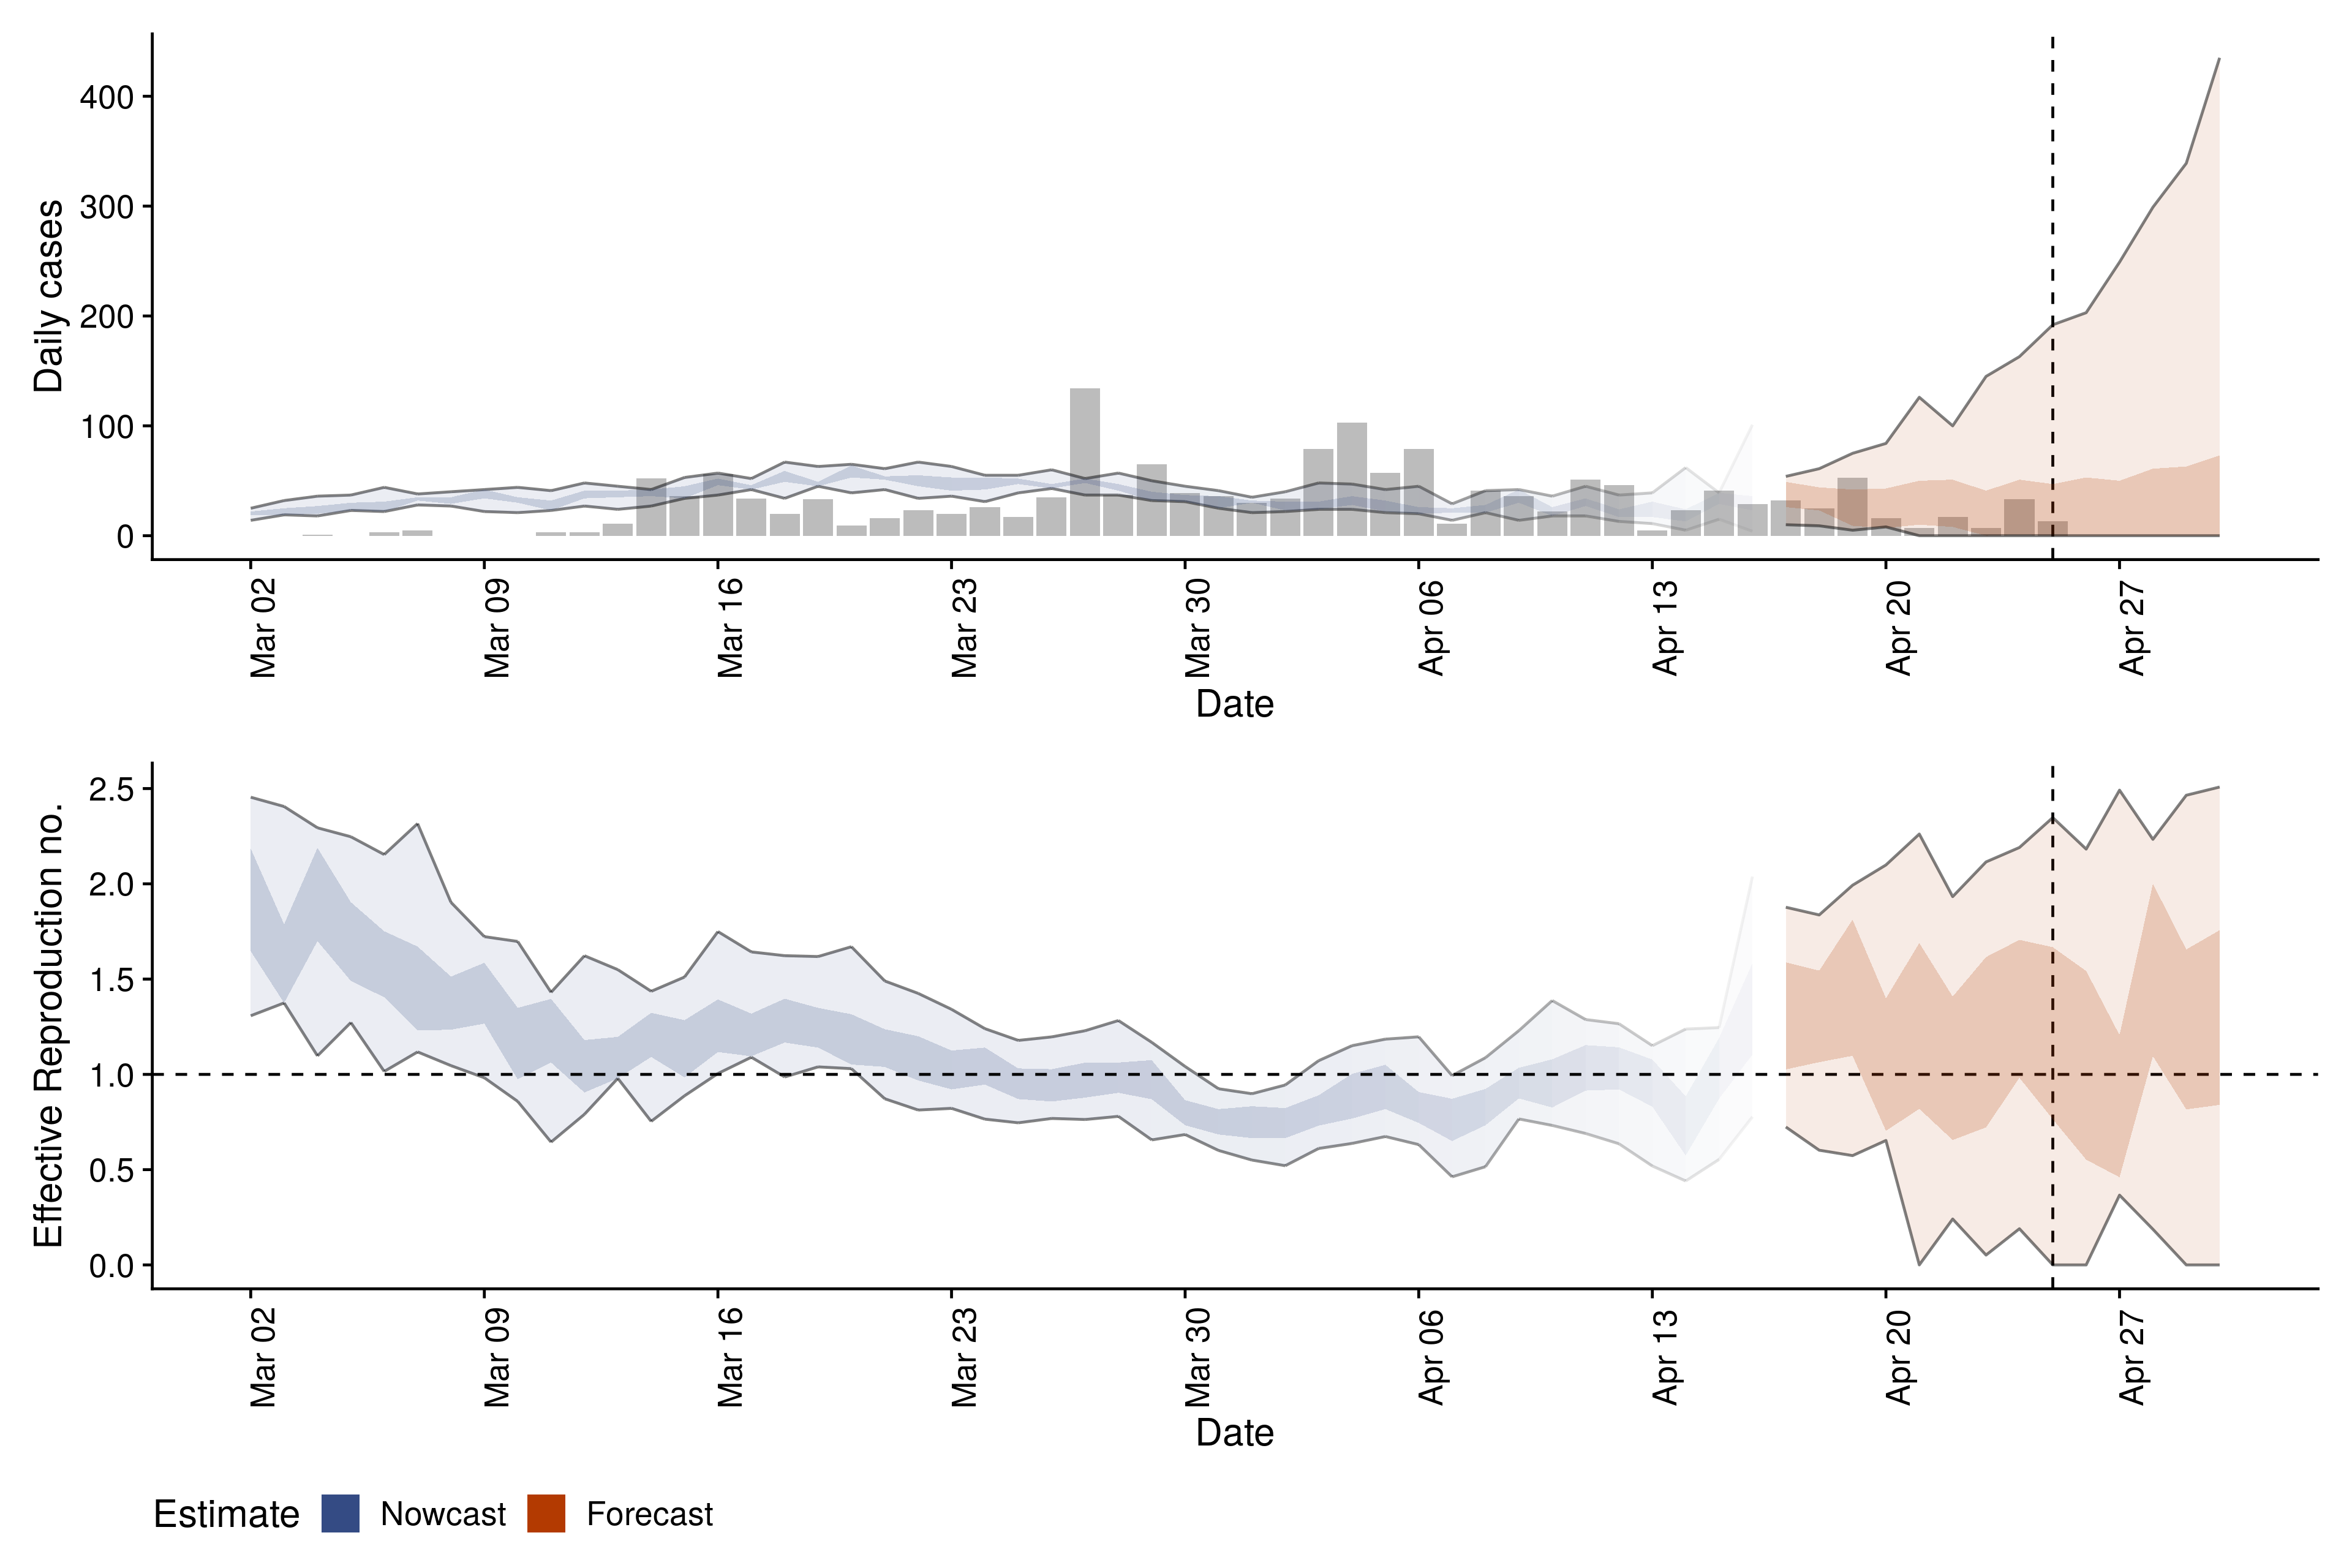 Daily cases
400
300
200
100
0
Mar 02
Mar 09
Mar 16
Mar 23
Mar 30
Apr 06
Apr 13
Apr 20
Apr 27
Date
Effective Reproduction no.
2.5
2.0
1.5
1.0
0.5
0.0
Mar 02
Mar 09
Mar 16
Mar 23
Mar 30
Apr 06
Apr 13
Apr 20
Apr 27
Date
Estimate Nowcast Forecast